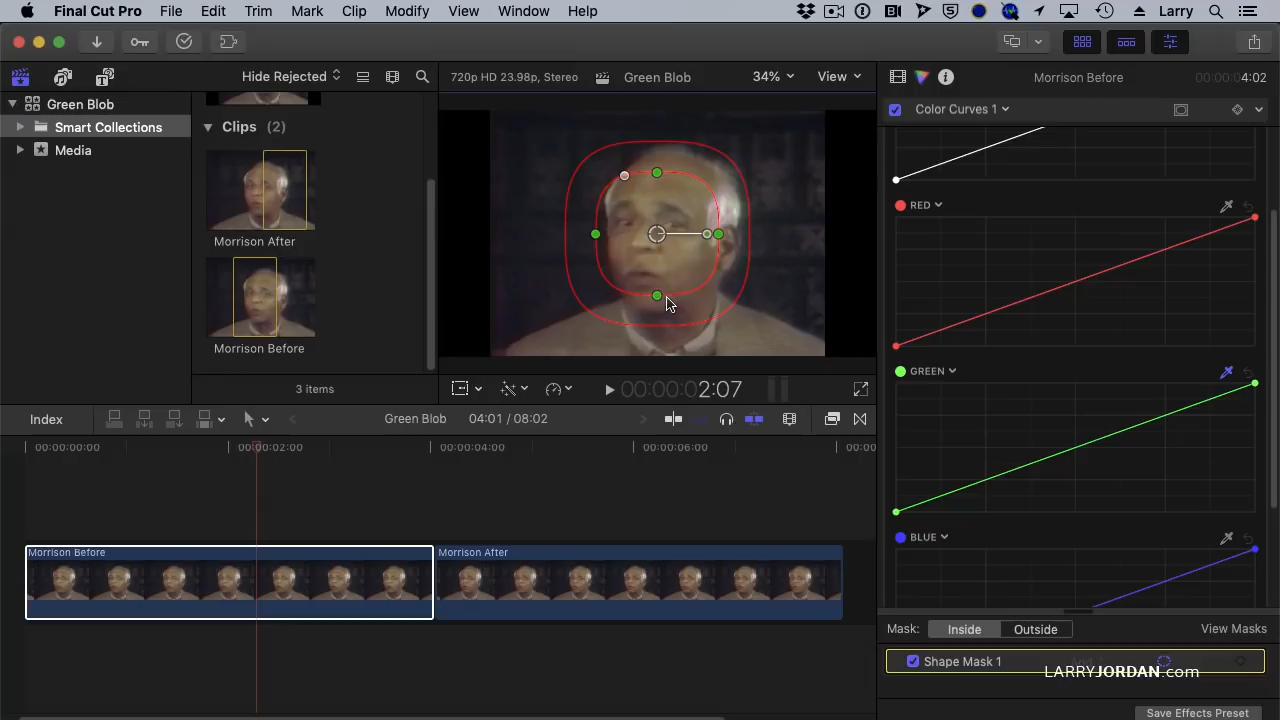 Final Cut Pro File Edit Trim Mark Clip Modify View Window Help Larry
Hide Rejected 720p HD 23.98p, Stereo Green Blob 34% View Morrison Before 4:02
Green Blob
Smart Collections
Media
Clips (2)
Morrison After
Morrison Before
3 items
00:00:00:02:07
Color Curves 1
RED
GREEN
BLUE
Index Green Blob 04:01 / 08:02
00:00:00:00 00:00:02:00 00:00:04:00 00:00:06:00 00:00
Morrison Before Morrison After
Mask: Inside Outside View Masks
Shape Mask 1
LARRYJORDAN.com
Save Effects Preset